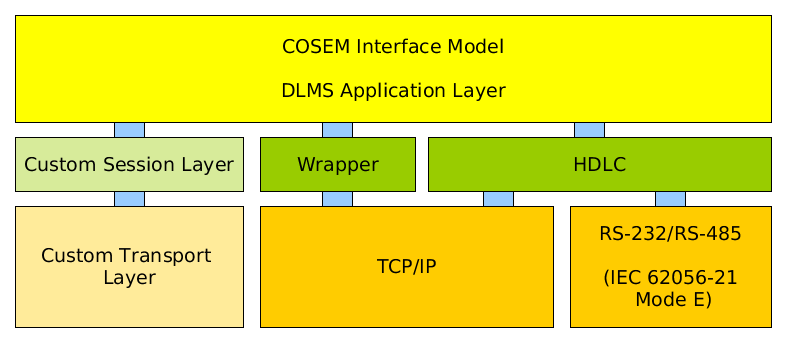 COSEM Interface Model
DLMS Application Layer
Custom Session Layer
Wrapper
HDLC
Custom Transport
Layer
TCP/IP
RS-232/RS-485
(IEC 62056-21
Mode E)